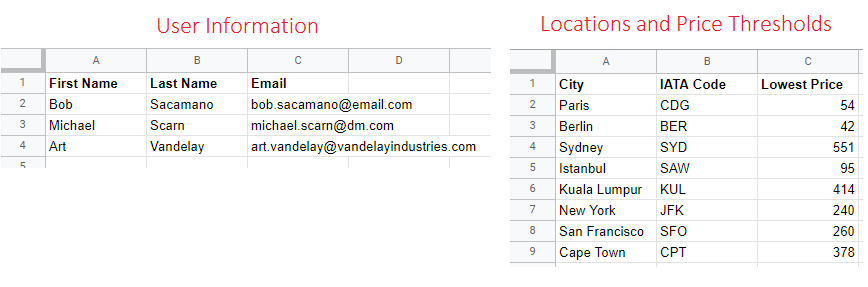 User Information
A B C D
1 First Name Last Name Email
2 Bob Sacamano bob.sacamano@email.com
3 Michael Scarn michael.scarn@dm.com
4 Art Vandelay art.vandelay@vandelayindustries.com
5
Locations and Price Thresholds
A B C
1 City IATA Code Lowest Price
2 Paris CDG 54
3 Berlin BER 42
4 Sydney SYD 551
5 Istanbul SAW 95
6 Kuala Lumpur KUL 414
7 New York JFK 240
8 San Francisco SFO 260
9 Cape Town CPT 378